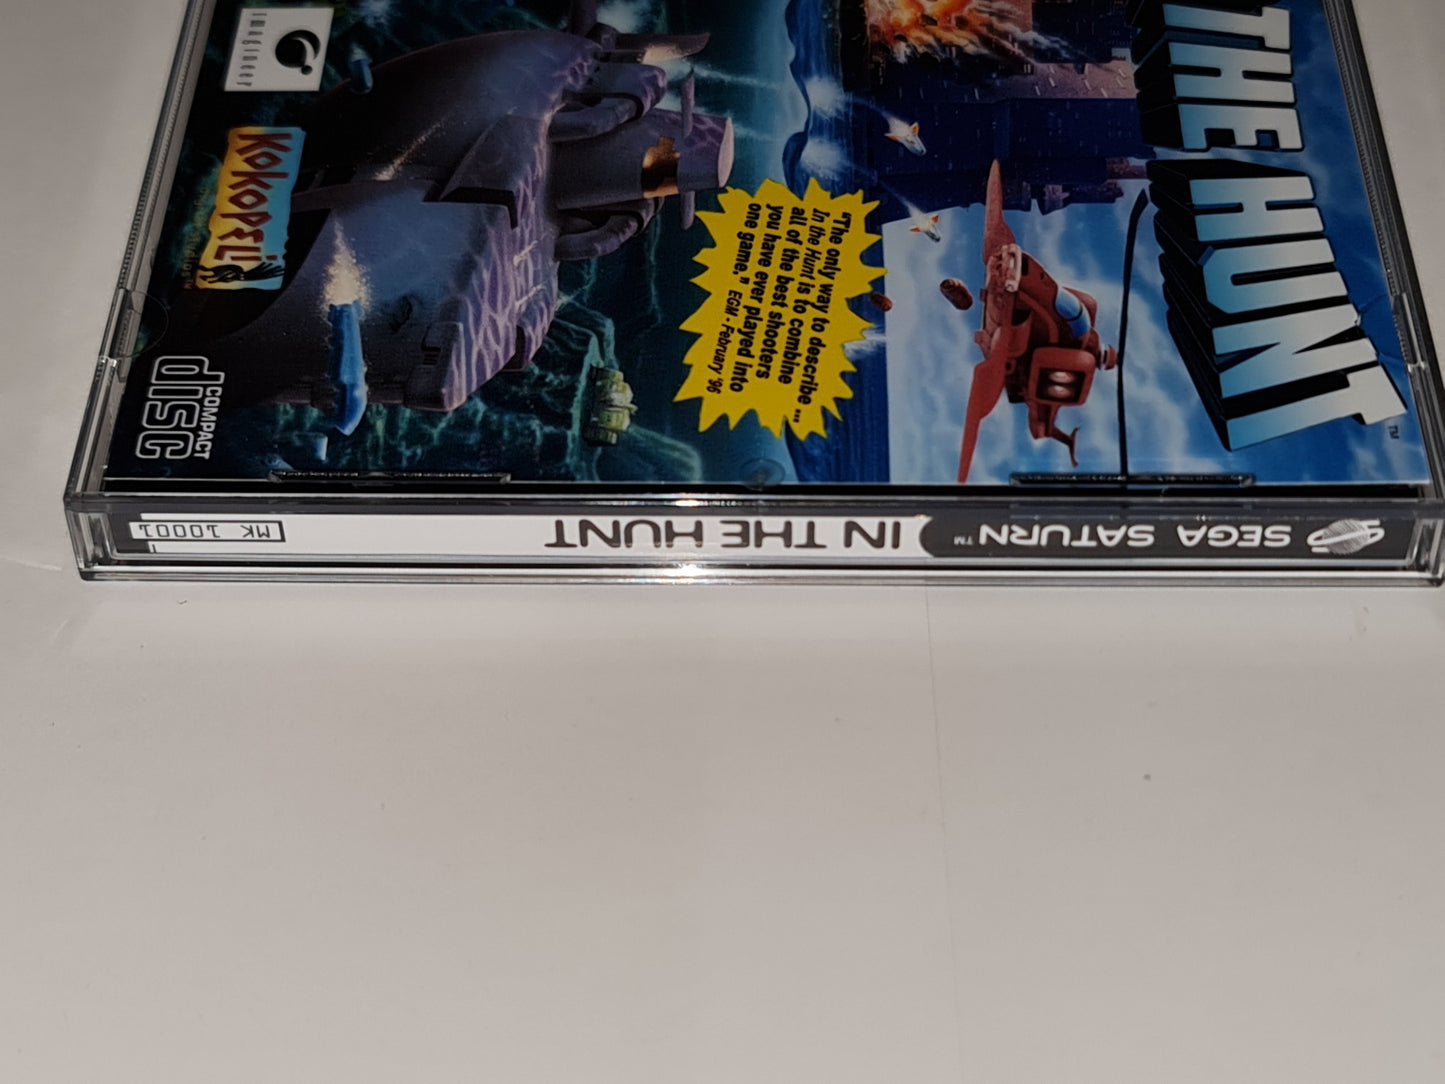 THE HUNT™
"The only way to describe ...
In the Hunt is to combine
all of the best shooters
you have ever played into
one game," EGM • February '96
imagineer
KOKOPELI
COMPACT
disc
SEGA SATURN™
IN THE HUNT
MK 10001